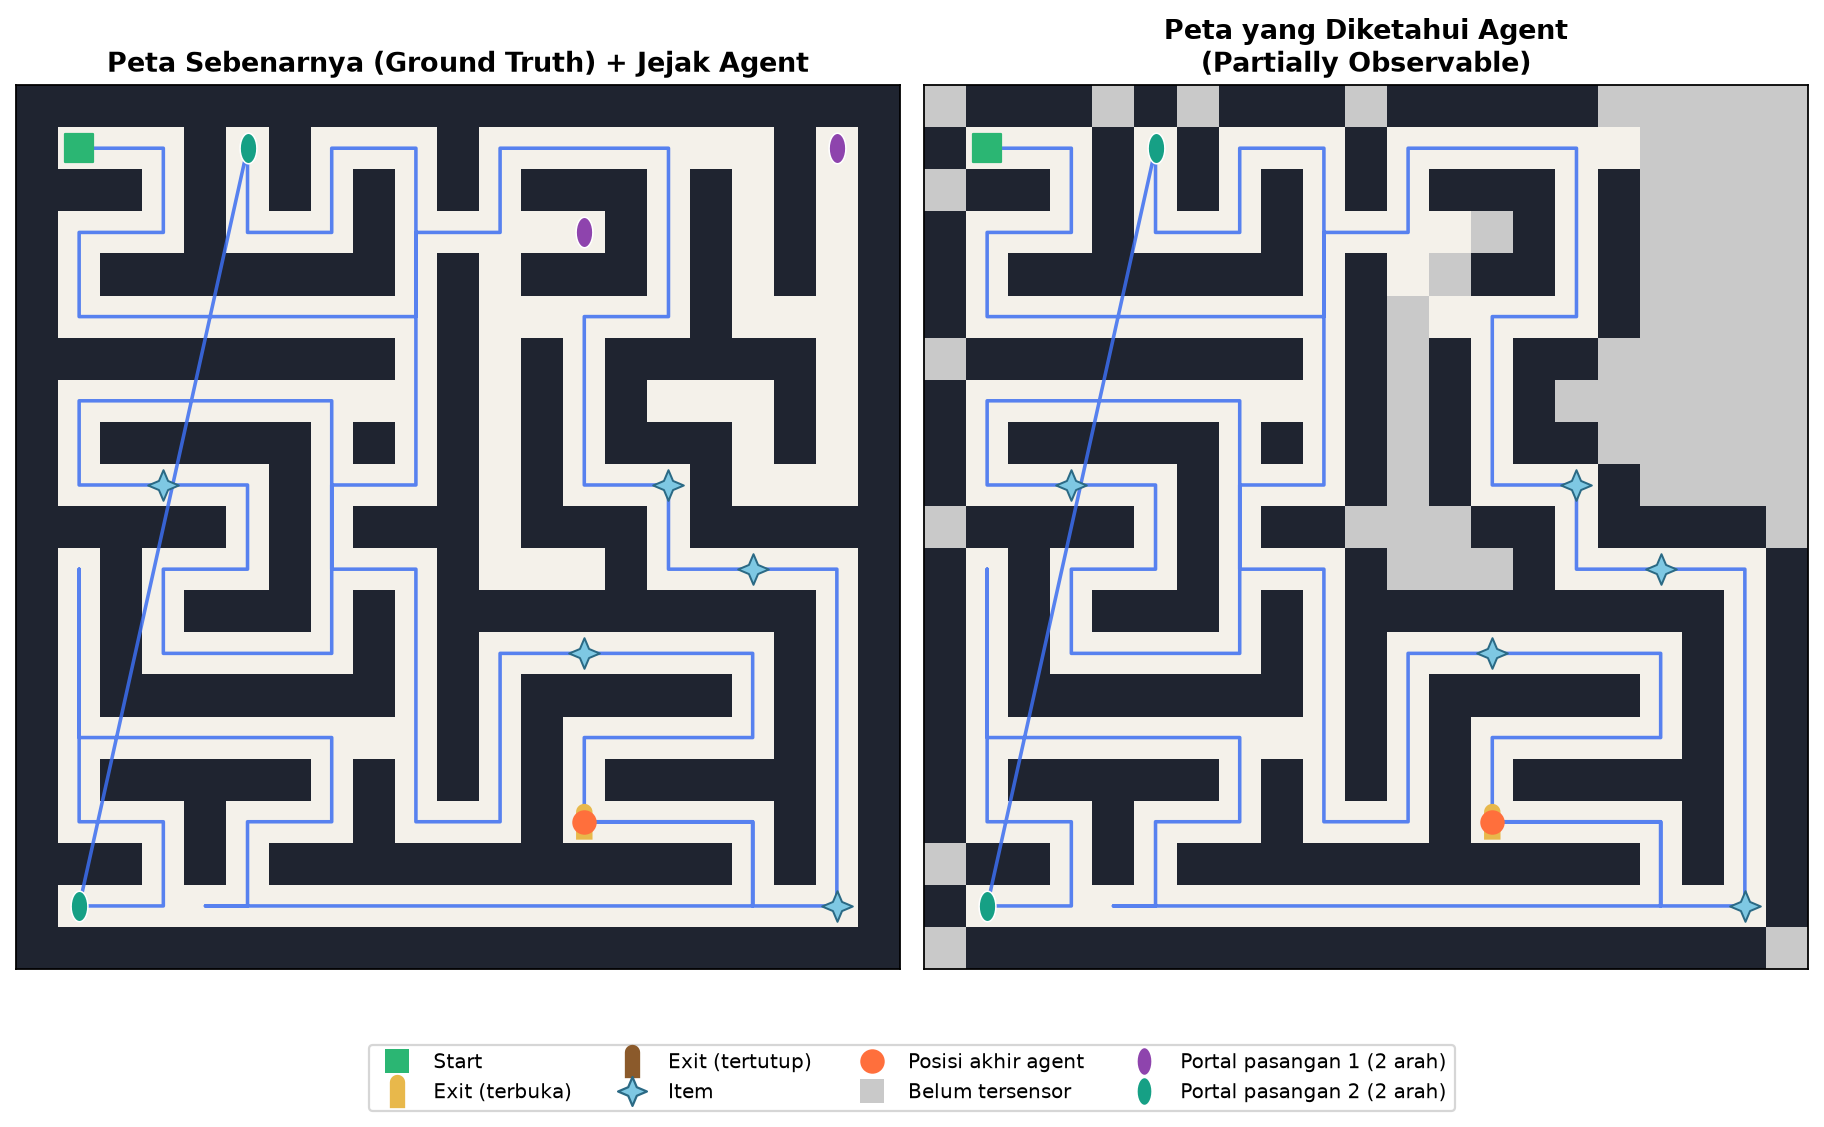 Peta Sebenarnya (Ground Truth) + Jejak Agent
Peta yang Diketahui Agent
(Partially Observable)
Start
Exit (terbuka)
Exit (tertutup)
Item
Posisi akhir agent
Belum tersensor
Portal pasangan 1 (2 arah)
Portal pasangan 2 (2 arah)